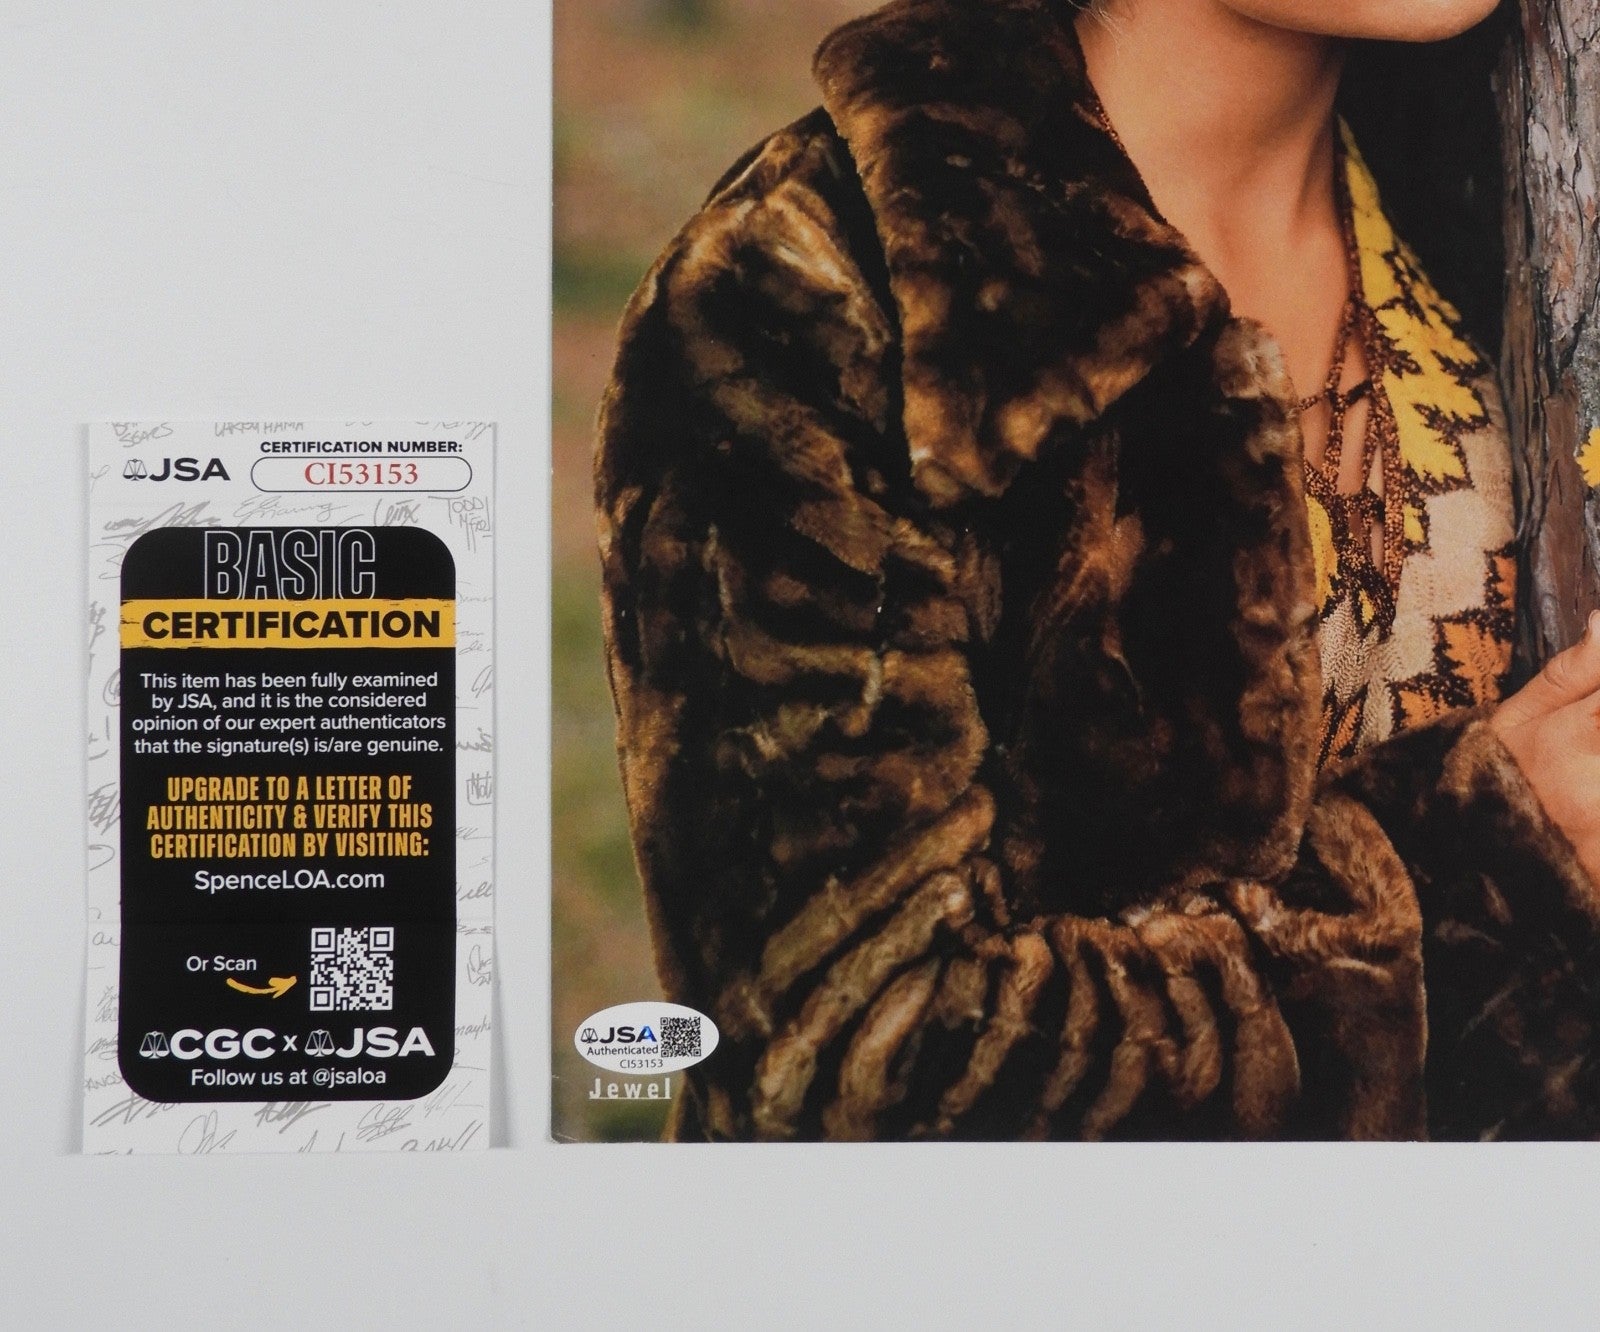 CERTIFICATION NUMBER:
JSA
CI53153
BASIC
CERTIFICATION
This item has been fully examined
by JSA, and it is the considered
opinion of our expert authenticators
that the signature(s) is/are genuine.
UPGRADE TO A LETTER OF
AUTHENTICITY & VERIFY THIS
CERTIFICATION BY VISITING:
SpenceLOA.com
Or Scan
CGC x JSA
Follow us at @jsaloa
JSA
Authenticated
CI53153
Jewel